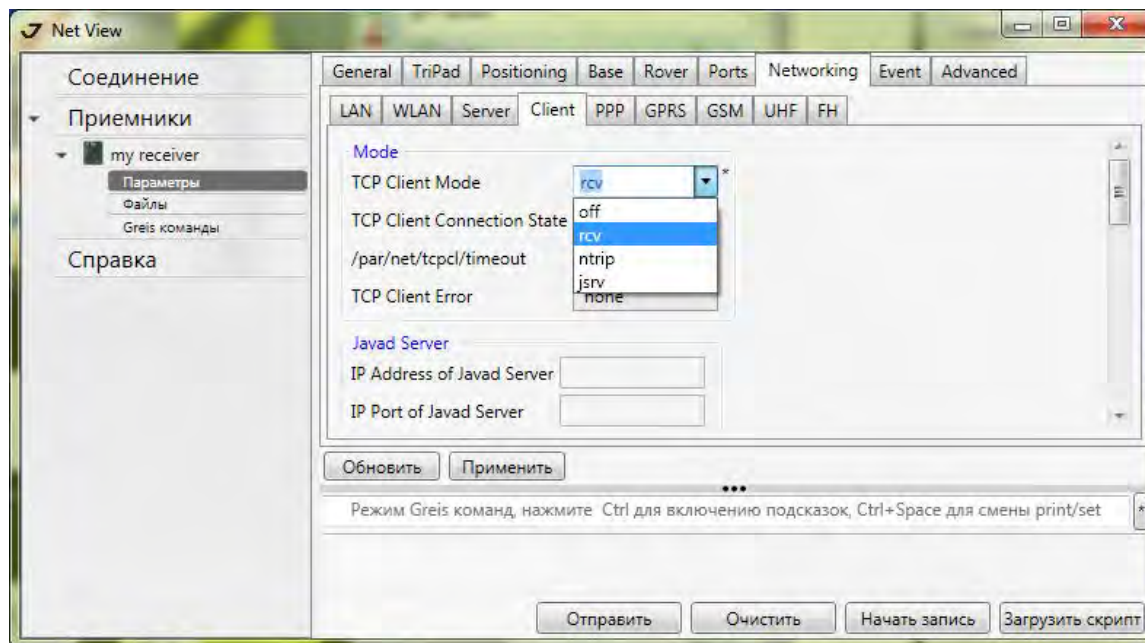 Net View
Соединение
Приемники
my receiver
Параметры
Файлы
Greis команды
Справка
General TriPad Positioning Base Rover Ports Networking Event Advanced
LAN WLAN Server Client PPP GPRS GSM UHF FH
Mode
TCP Client Mode rcv *
TCP Client Connection State
off
rcv
ntrip
jsrv
/par/net/tcpcl/timeout
TCP Client Error none
Javad Server
IP Address of Javad Server
IP Port of Javad Server
Обновить Применить
Режим Greis команд, нажмите Ctrl для включению подсказок, Ctrl+Space для смены print/set *
Отправить Очистить Начать запись Загрузить скрипт